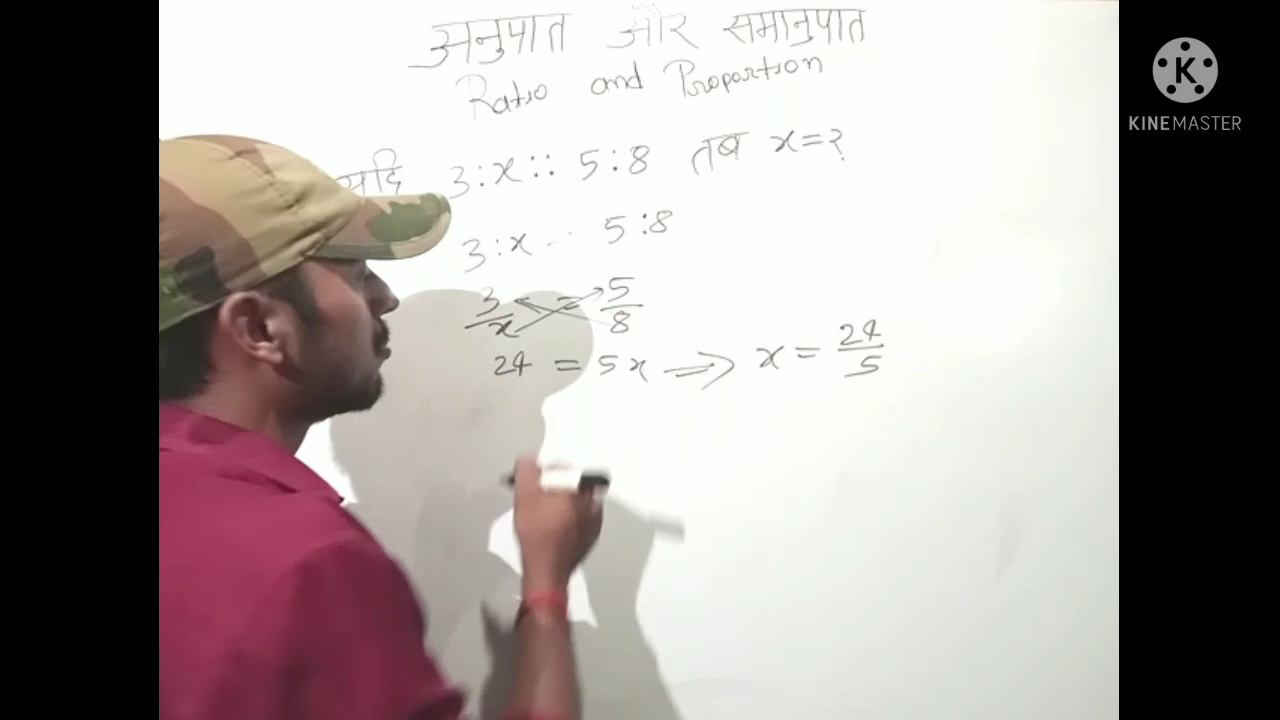 अनुपात और समानुपात
Ratio and Proportion
यदि 3:x::5:8 तब x=?
3:x 5:8
3/x = 5/8
24 = 5x ⇒ x = 24/5
KINEMASTER